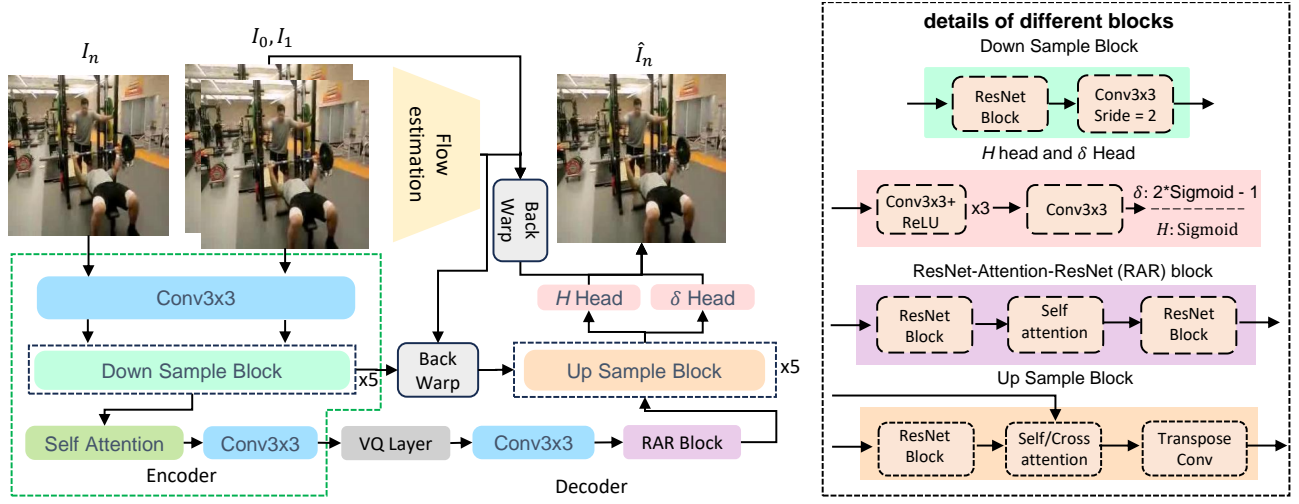 I_n
I_0, I_1
Î_n
Flow
estimation
Back
Warp
Conv3x3
H Head
δ Head
Down Sample Block
x5
Back
Warp
Up Sample Block
x5
Self Attention
Conv3x3
VQ Layer
Conv3x3
RAR Block
Encoder
Decoder
details of different blocks
Down Sample Block
ResNet
Block
Conv3x3
Sride = 2
H head and δ Head
Conv3x3+
ReLU
x3
Conv3x3
δ: 2*Sigmoid - 1
H: Sigmoid
ResNet-Attention-ResNet (RAR) block
ResNet
Block
Self
attention
ResNet
Block
Up Sample Block
ResNet
Block
Self/Cross
attention
Transpose
Conv